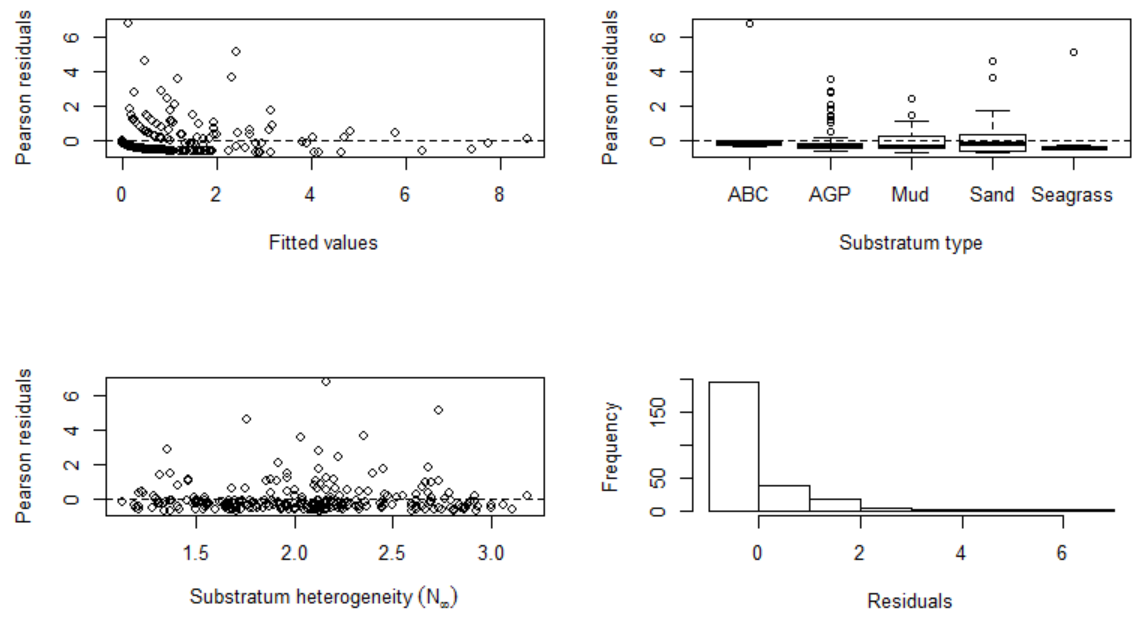 Pearson residuals
6
4
2
0
0 2 4 6 8
Fitted values
Pearson residuals
6
4
2
0
ABC AGP Mud Sand Seagrass
Substratum type
Pearson residuals
6
4
2
0
1.5 2.0 2.5 3.0
Substratum heterogeneity (N∞)
Frequency
150
50
0
0 2 4 6
Residuals